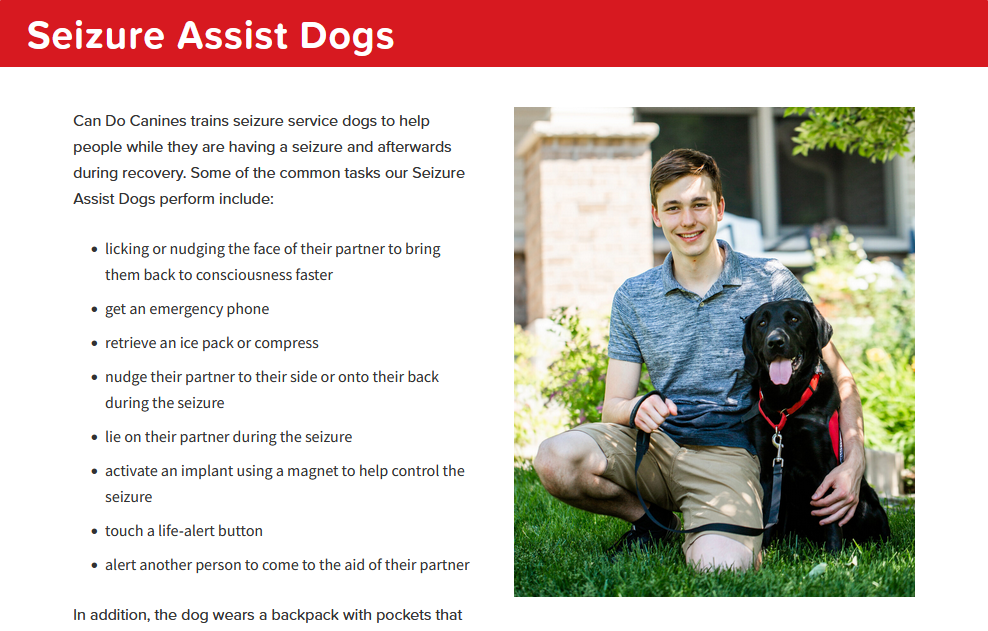 Seizure Assist Dogs
Can Do Canines trains seizure service dogs to help
people while they are having a seizure and afterwards
during recovery. Some of the common tasks our Seizure
Assist Dogs perform include:
• licking or nudging the face of their partner to bring
them back to consciousness faster
• get an emergency phone
• retrieve an ice pack or compress
• nudge their partner to their side or onto their back
during the seizure
• lie on their partner during the seizure
• activate an implant using a magnet to help control the
seizure
• touch a life-alert button
• alert another person to come to the aid of their partner
In addition, the dog wears a backpack with pockets that